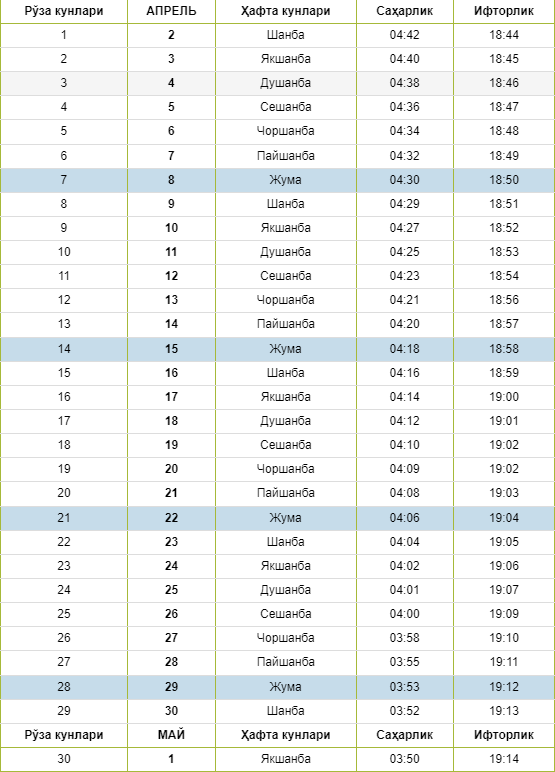 Рўза кунлари АПРЕЛЬ Ҳафта кунлари Саҳарлик Ифторлик
1 2 Шанба 04:42 18:44
2 3 Якшанба 04:40 18:45
3 4 Душанба 04:38 18:46
4 5 Сешанба 04:36 18:47
5 6 Чоршанба 04:34 18:48
6 7 Пайшанба 04:32 18:49
7 8 Жума 04:30 18:50
8 9 Шанба 04:29 18:51
9 10 Якшанба 04:27 18:52
10 11 Душанба 04:25 18:53
11 12 Сешанба 04:23 18:54
12 13 Чоршанба 04:21 18:56
13 14 Пайшанба 04:20 18:57
14 15 Жума 04:18 18:58
15 16 Шанба 04:16 18:59
16 17 Якшанба 04:14 19:00
17 18 Душанба 04:12 19:01
18 19 Сешанба 04:10 19:02
19 20 Чоршанба 04:09 19:02
20 21 Пайшанба 04:08 19:03
21 22 Жума 04:06 19:04
22 23 Шанба 04:04 19:05
23 24 Якшанба 04:02 19:06
24 25 Душанба 04:01 19:07
25 26 Сешанба 04:00 19:09
26 27 Чоршанба 03:58 19:10
27 28 Пайшанба 03:55 19:11
28 29 Жума 03:53 19:12
29 30 Шанба 03:52 19:13
Рўза кунлари МАЙ Ҳафта кунлари Саҳарлик Ифторлик
30 1 Якшанба 03:50 19:14